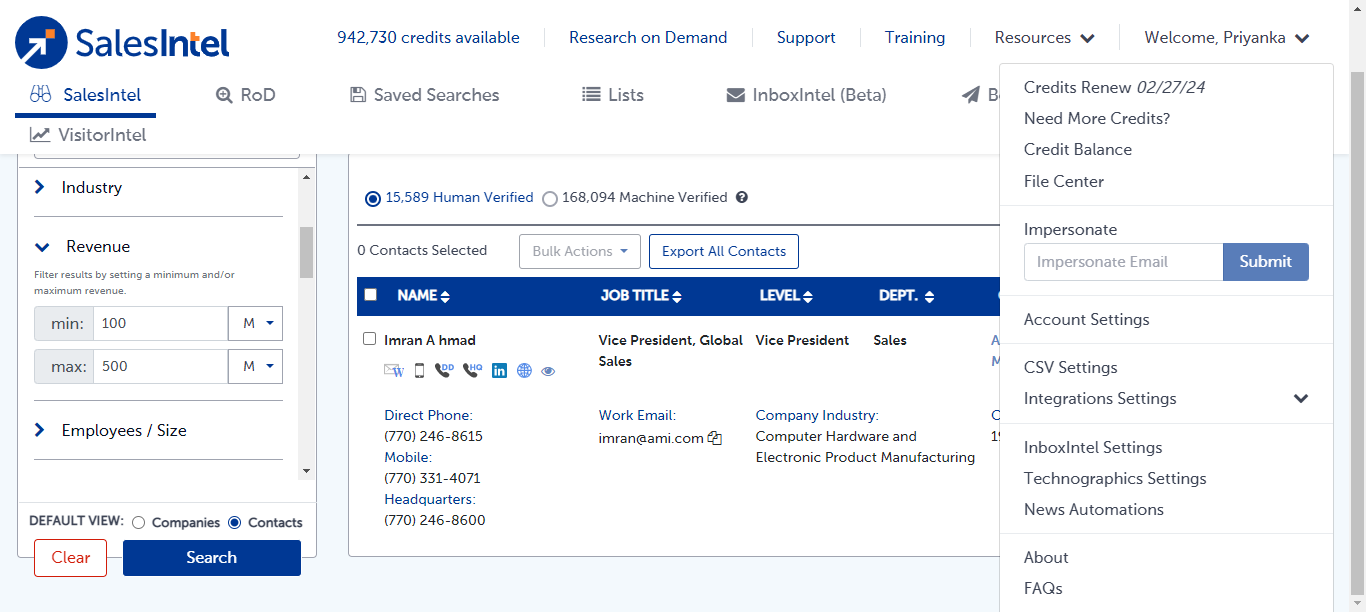 SalesIntel
942,730 credits available
Research on Demand
Support
Training
Resources
Welcome, Priyanka
SalesIntel
RoD
Saved Searches
Lists
InboxIntel (Beta)
VisitorIntel
Credits Renew 02/27/24
Need More Credits?
Credit Balance
File Center
Impersonate
Impersonate Email
Submit
Account Settings
CSV Settings
Integrations Settings
InboxIntel Settings
Technographics Settings
News Automations
About
FAQs
Industry
Revenue
Filter results by setting a minimum and/or
maximum revenue.
min: 100 M
max: 500 M
Employees / Size
DEFAULT VIEW: Companies Contacts
Clear
Search
15,589 Human Verified 168,094 Machine Verified
0 Contacts Selected
Bulk Actions
Export All Contacts
NAME JOB TITLE LEVEL DEPT.
Imran A hmad
Vice President, Global
Sales
Vice President
Sales
W DD HQ in
Direct Phone:
(770) 246-8615
Mobile:
(770) 331-4071
Headquarters:
(770) 246-8600
Work Email:
imran@ami.com
Company Industry:
Computer Hardware and
Electronic Product Manufacturing